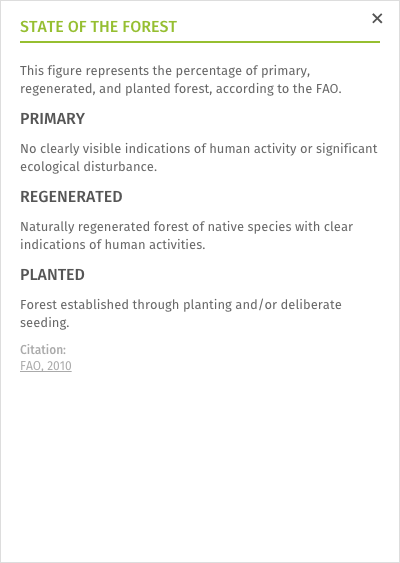 STATE OF THE FOREST
This figure represents the percentage of primary,
regenerated, and planted forest, according to the FAO.
PRIMARY
No clearly visible indications of human activity or significant
ecological disturbance.
REGENERATED
Naturally regenerated forest of native species with clear
indications of human activities.
PLANTED
Forest established through planting and/or deliberate
seeding.
Citation:
FAO, 2010